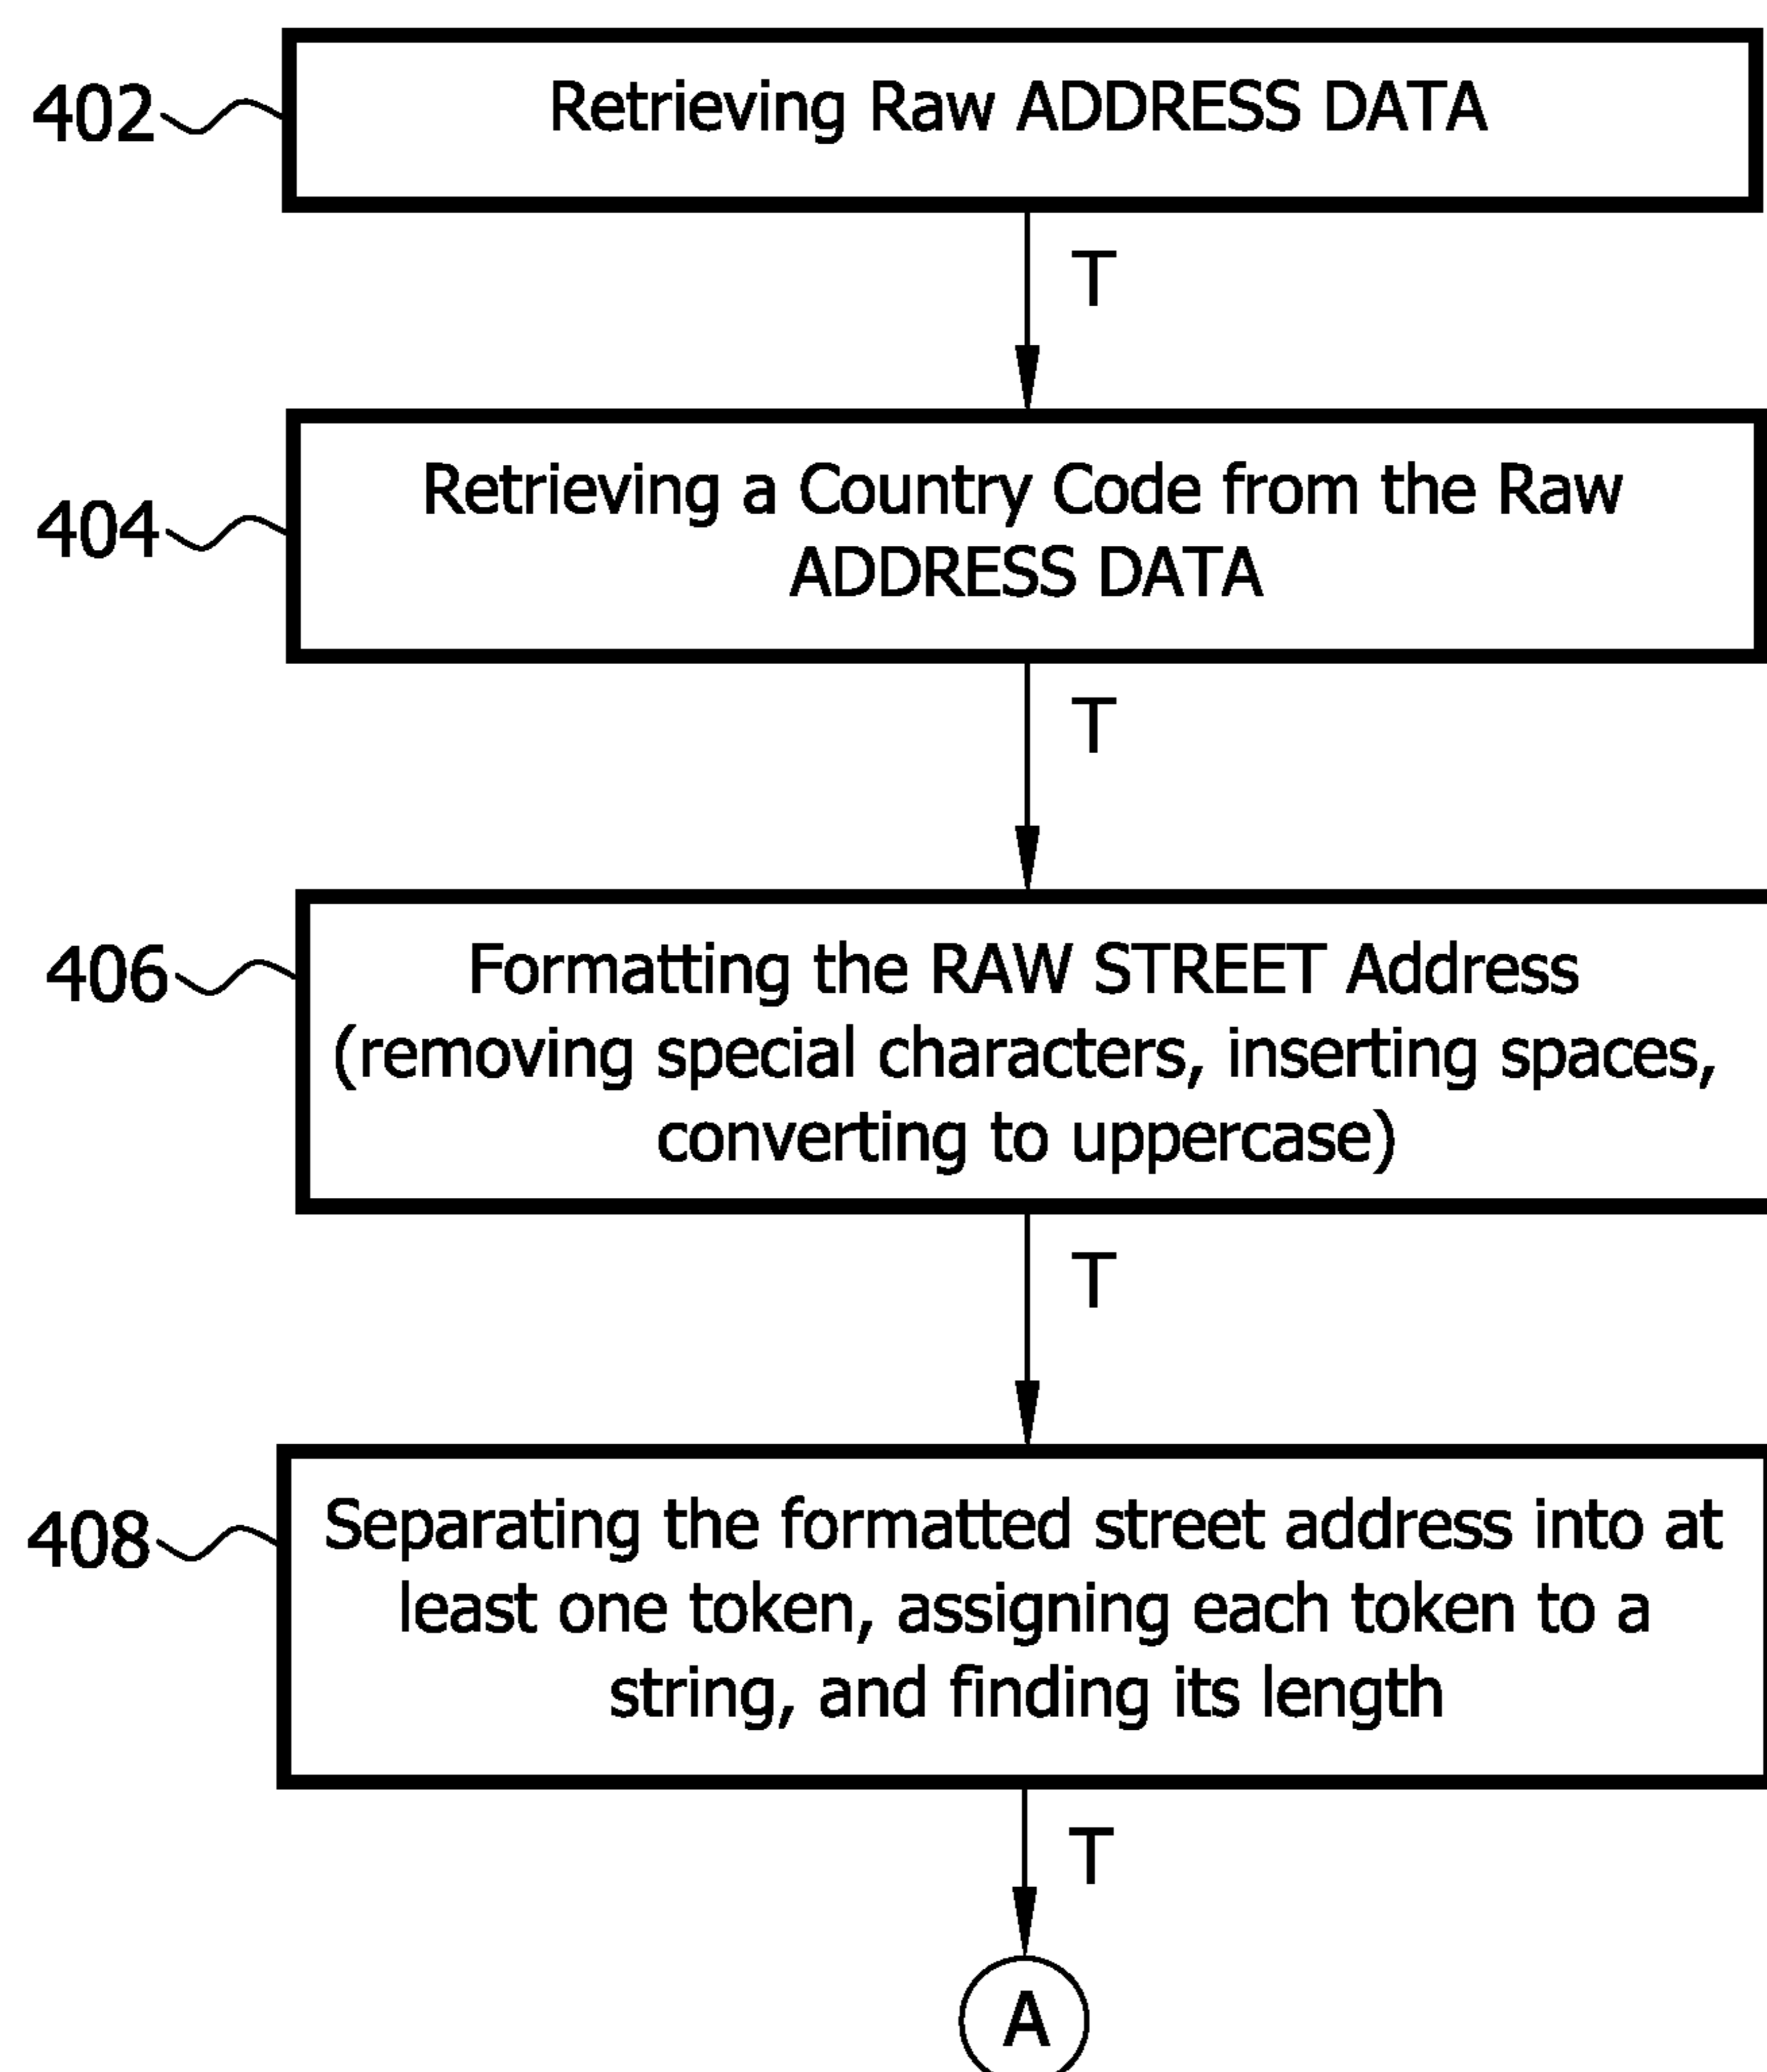 402
Retrieving Raw ADDRESS DATA
T
404
Retrieving a Country Code from the Raw
ADDRESS DATA
T
406
Formatting the RAW STREET Address
(removing special characters, inserting spaces,
converting to uppercase)
T
408
Separating the formatted street address into at
least one token, assigning each token to a
string, and finding its length
T
A